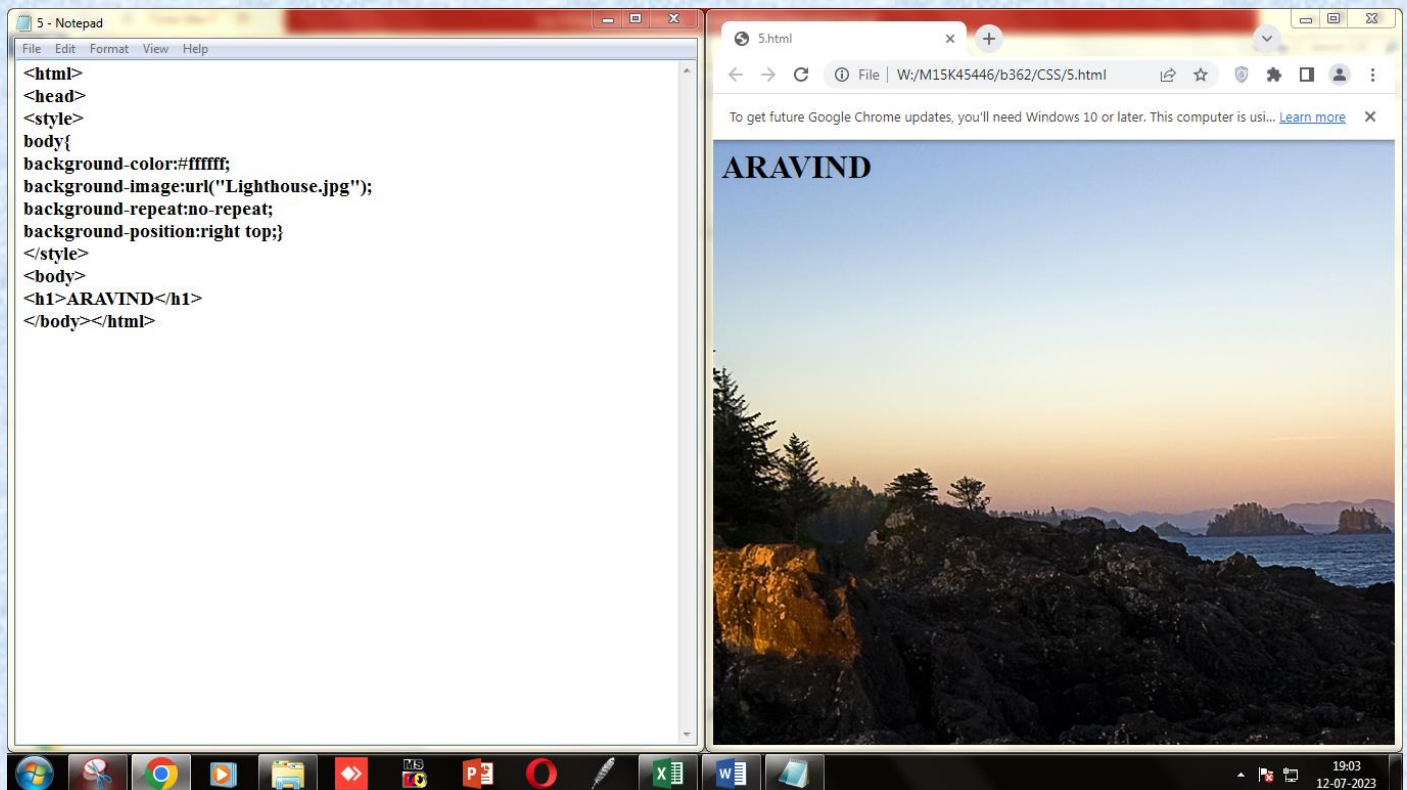 5 - Notepad
File Edit Format View Help
<html>
<head>
<style>
body{
background-color:#ffffff;
background-image:url("Lighthouse.jpg");
background-repeat:no-repeat;
background-position:right top;}
</style>
<body>
<h1>ARAVIND</h1>
</body></html>
5.html
File | W:/M15K45446/b362/CSS/5.html
To get future Google Chrome updates, you'll need Windows 10 or later. This computer is usi... Learn more
ARAVIND
MS
19:03
12-07-2023